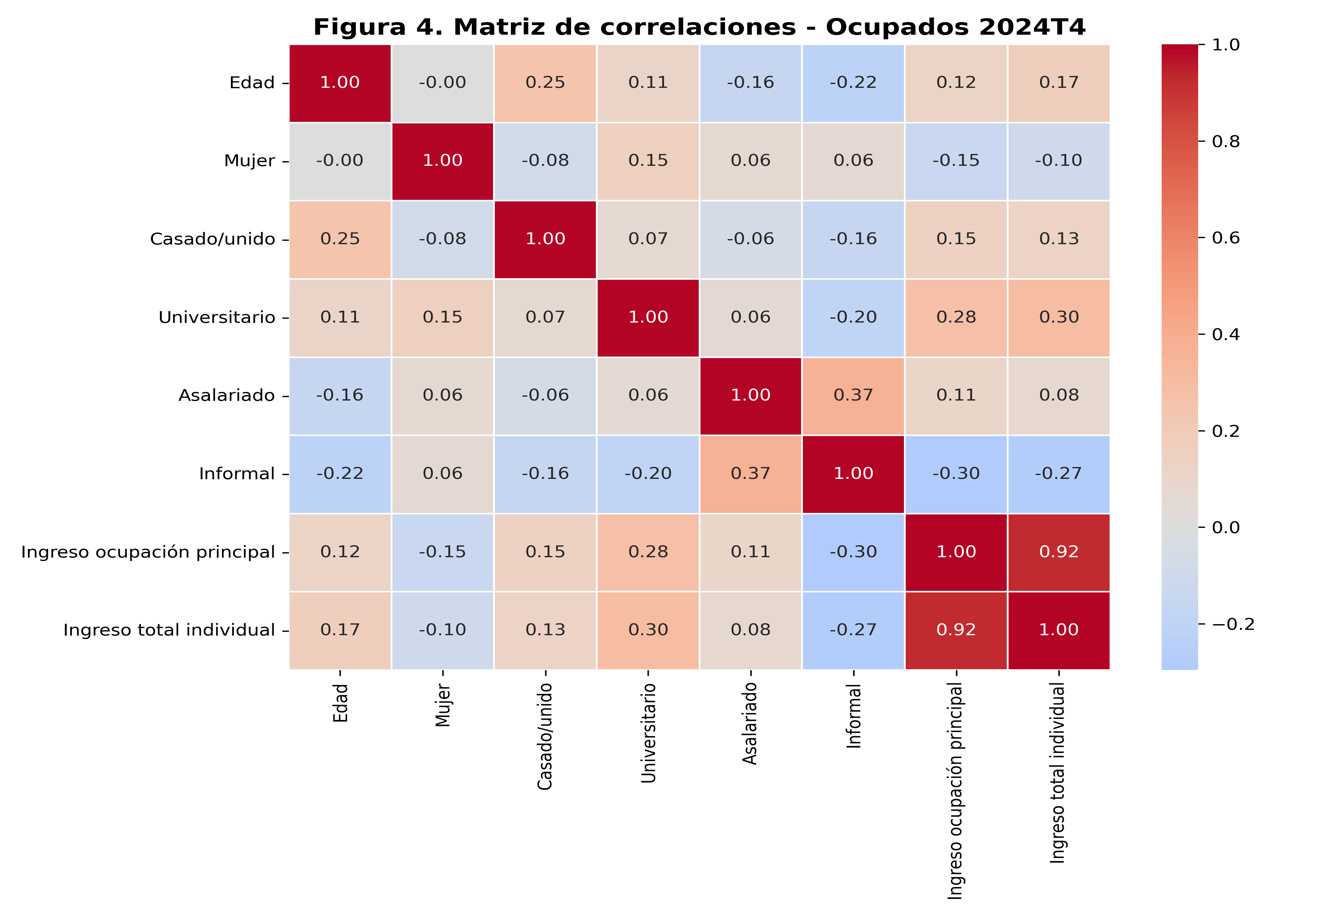 Figura 4. Matriz de correlaciones - Ocupados 2024T4
Edad 1.00 -0.00 0.25 0.11 -0.16 -0.22 0.12 0.17
Mujer -0.00 1.00 -0.08 0.15 0.06 0.06 -0.15 -0.10
Casado/unido 0.25 -0.08 1.00 0.07 -0.06 -0.16 0.15 0.13
Universitario 0.11 0.15 0.07 1.00 0.06 -0.20 0.28 0.30
Asalariado -0.16 0.06 -0.06 0.06 1.00 0.37 0.11 0.08
Informal -0.22 0.06 -0.16 -0.20 0.37 1.00 -0.30 -0.27
Ingreso ocupación principal 0.12 -0.15 0.15 0.28 0.11 -0.30 1.00 0.92
Ingreso total individual 0.17 -0.10 0.13 0.30 0.08 -0.27 0.92 1.00
Edad
Mujer
Casado/unido
Universitario
Asalariado
Informal
Ingreso ocupación principal
Ingreso total individual
1.0
0.8
0.6
0.4
0.2
0.0
−0.2